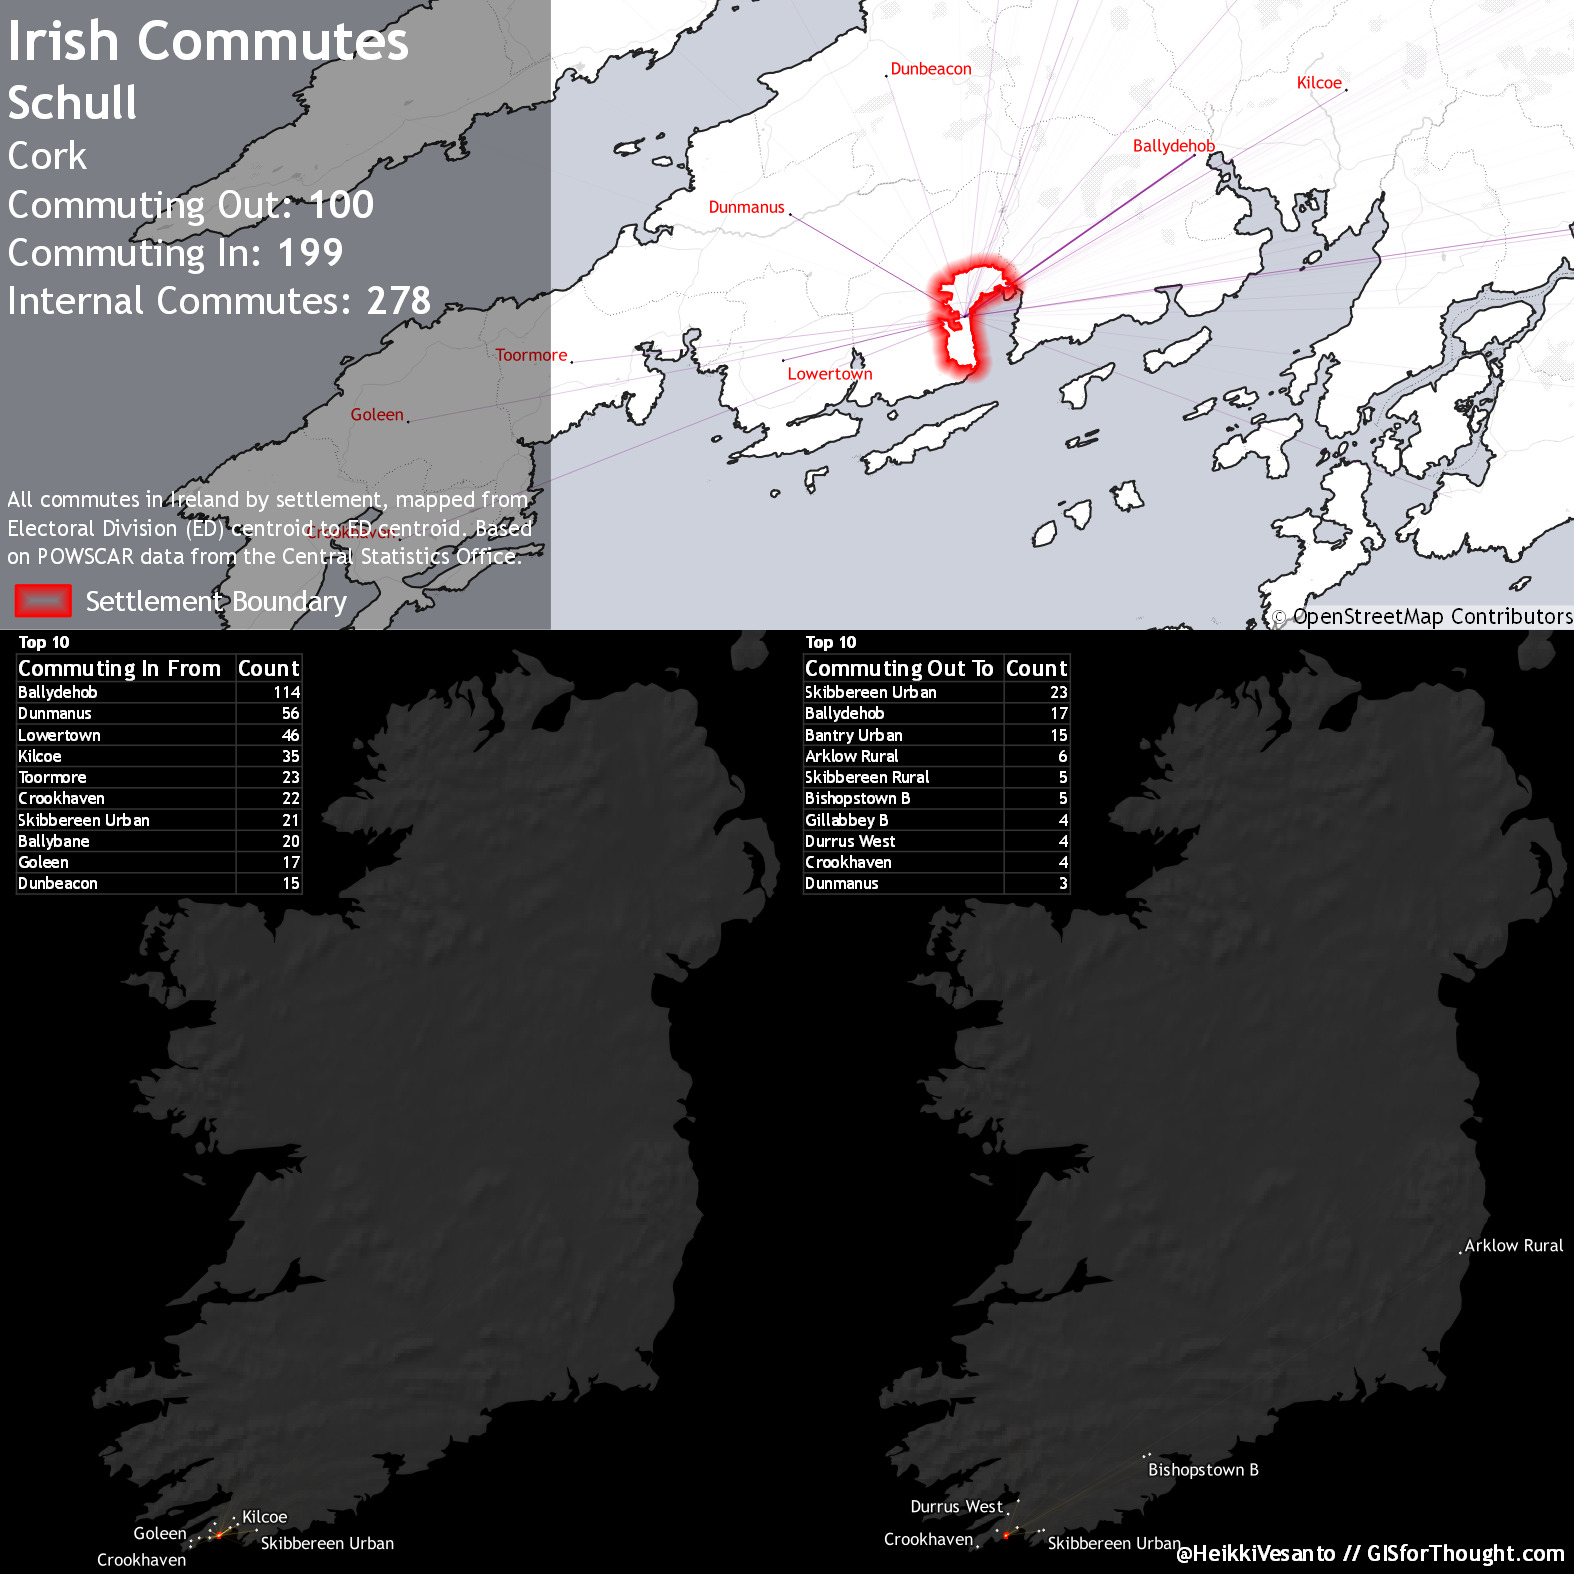 Irish Commutes
Schull
Cork
Commuting Out: 100
Commuting In: 199
Internal Commutes: 278
Dunbeacon
Kilcoe
Ballydehob
Dunmanus
Toormore
Lowertown
Goleen
Crookhaven
All commutes in Ireland by settlement, mapped from
Electoral Division (ED) centroid to ED centroid. Based
on POWSCAR data from the Central Statistics Office.
Settlement Boundary
© OpenStreetMap Contributors
Top 10
Commuting In From Count
Ballydehob 114
Dunmanus 56
Lowertown 46
Kilcoe 35
Toormore 23
Crookhaven 22
Skibbereen Urban 21
Ballybane 20
Goleen 17
Dunbeacon 15
Top 10
Commuting Out To Count
Skibbereen Urban 23
Ballydehob 17
Bantry Urban 15
Arklow Rural 6
Skibbereen Rural 5
Bishopstown B 5
Gillabbey B 4
Durrus West 4
Crookhaven 4
Dunmanus 3
Kilcoe
Goleen
Skibbereen Urban
Crookhaven
Arklow Rural
Bishopstown B
Durrus West
Crookhaven
Skibbereen Urban
@HeikkiVesanto // GISforThought.com